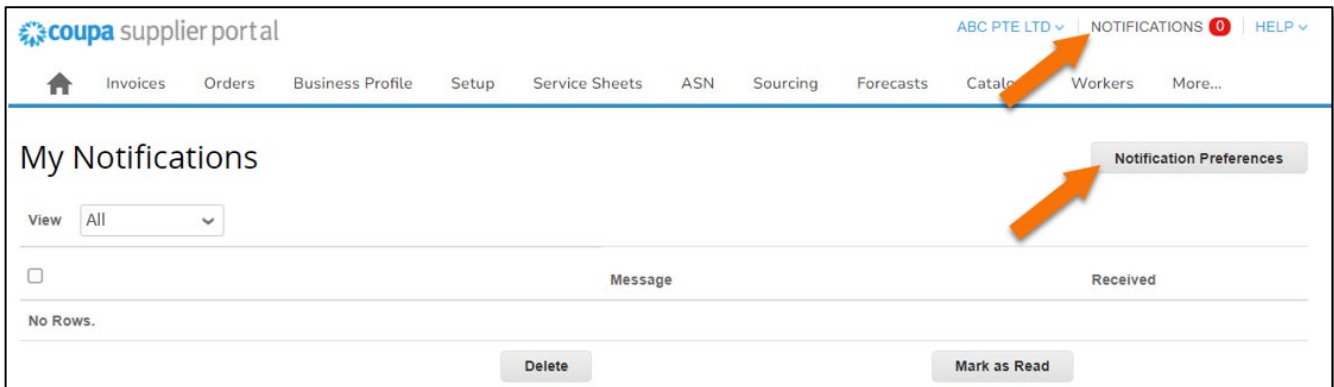 coupa supplier portal
ABC PTE LTD NOTIFICATIONS 0 HELP
Invoices Orders Business Profile Setup Service Sheets ASN Sourcing Forecasts Workers More...
My Notifications
Notification Preferences
View All
Message Received
No Rows.
Delete Mark as Read